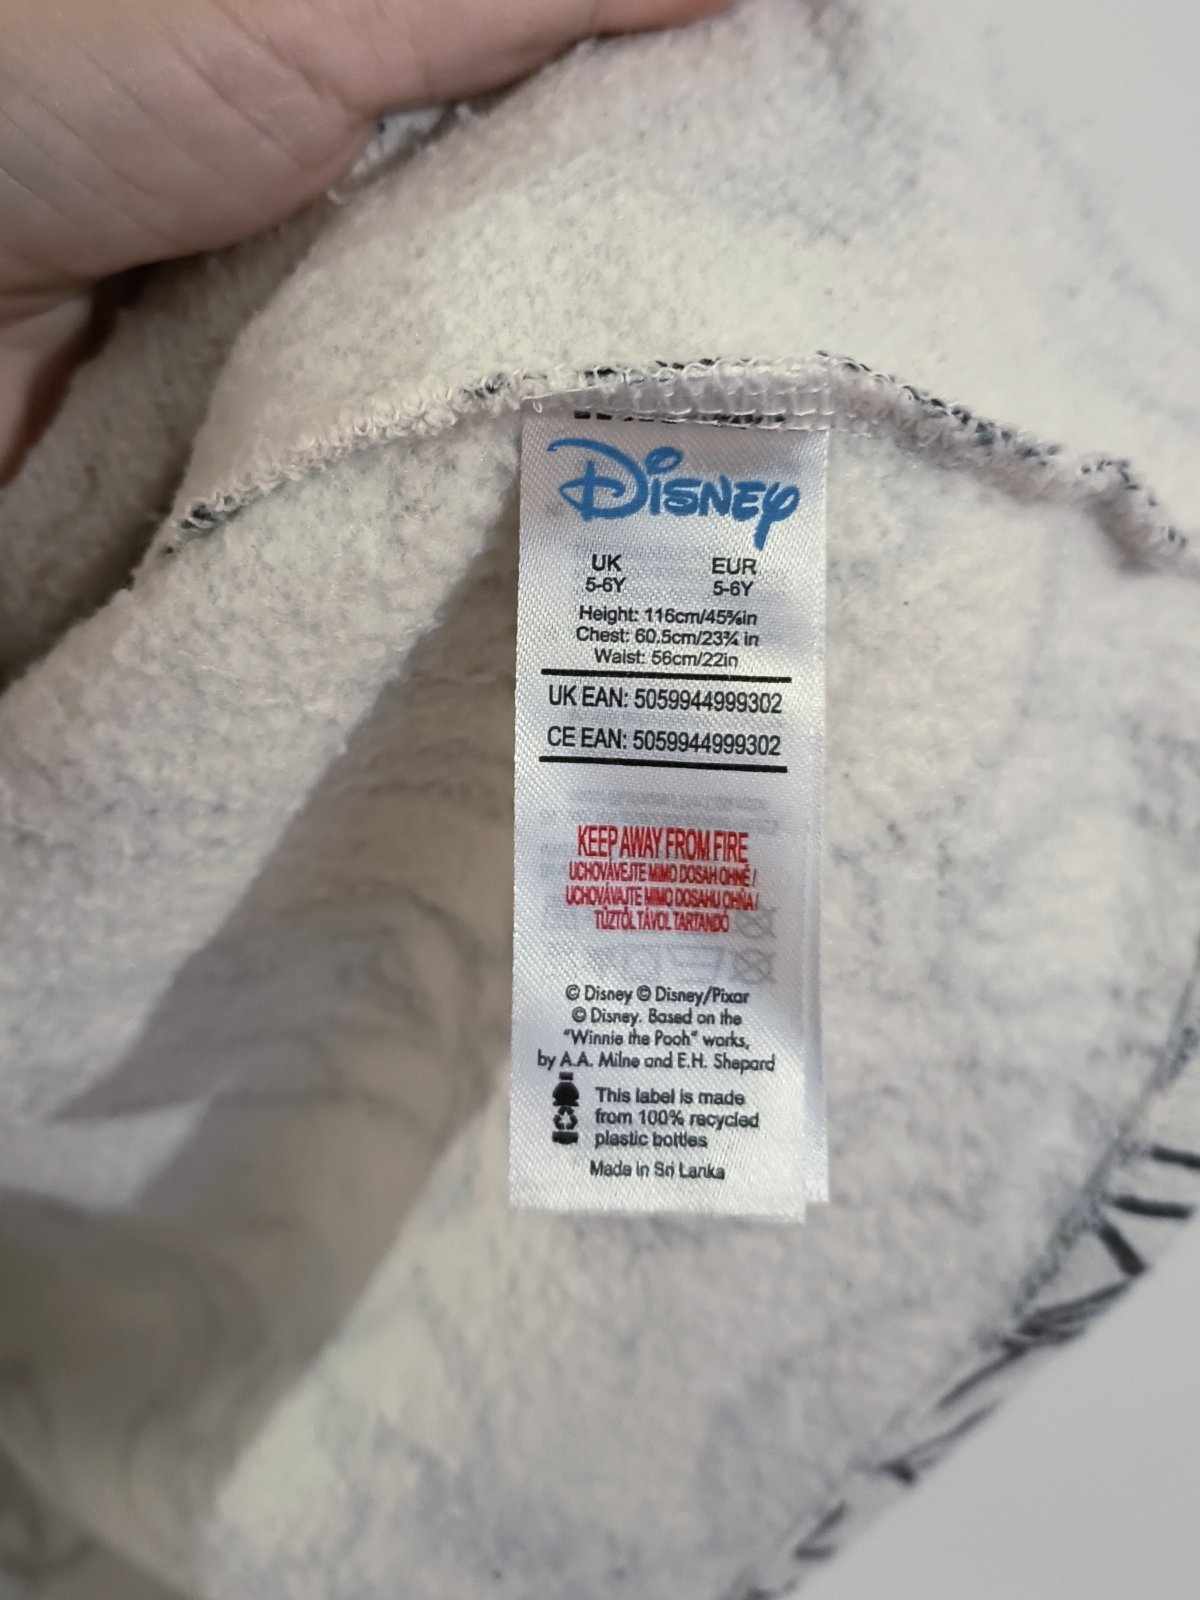 Disney
UK EUR
5-6Y 5-6Y
Height: 116cm/45⅝in
Chest: 60.5cm/23¾ in
Waist: 56cm/22in
UK EAN: 5059944999302
CE EAN: 5059944999302
KEEP AWAY FROM FIRE
UCHOVÁVEJTE MIMO DOSAH OHNĚ /
UCHOVÁVAJTE MIMO DOSAHU OHŇA /
TŰZTŐL TÁVOL TARTANDÓ
© Disney © Disney/Pixar
© Disney. Based on the
"Winnie the Pooh" works,
by A.A. Milne and E.H. Shepard
This label is made
from 100% recycled
plastic bottles
Made in Sri Lanka